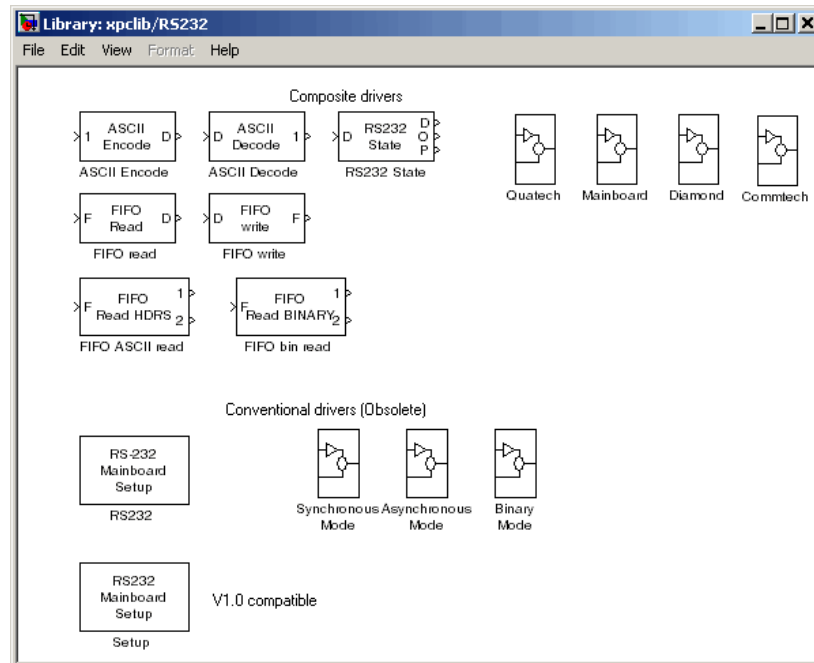 Library: xpclib/RS232
File Edit View Format Help
Composite drivers
1 ASCII Encode D
ASCII Encode
D ASCII Decode 1
ASCII Decode
D RS232 State D O P
RS232 State
Quatech
Mainboard
Diamond
Commtech
F FIFO Read D
FIFO read
D FIFO write F
FIFO write
F FIFO Read HDRS 1 2
FIFO ASCII read
F FIFO Read BINARY 1 2
FIFO bin read
Conventional drivers (Obsolete)
RS-232
Mainboard
Setup
RS232
Synchronous Mode
Asynchronous Mode
Binary Mode
RS232
Mainboard
Setup
Setup
V1.0 compatible